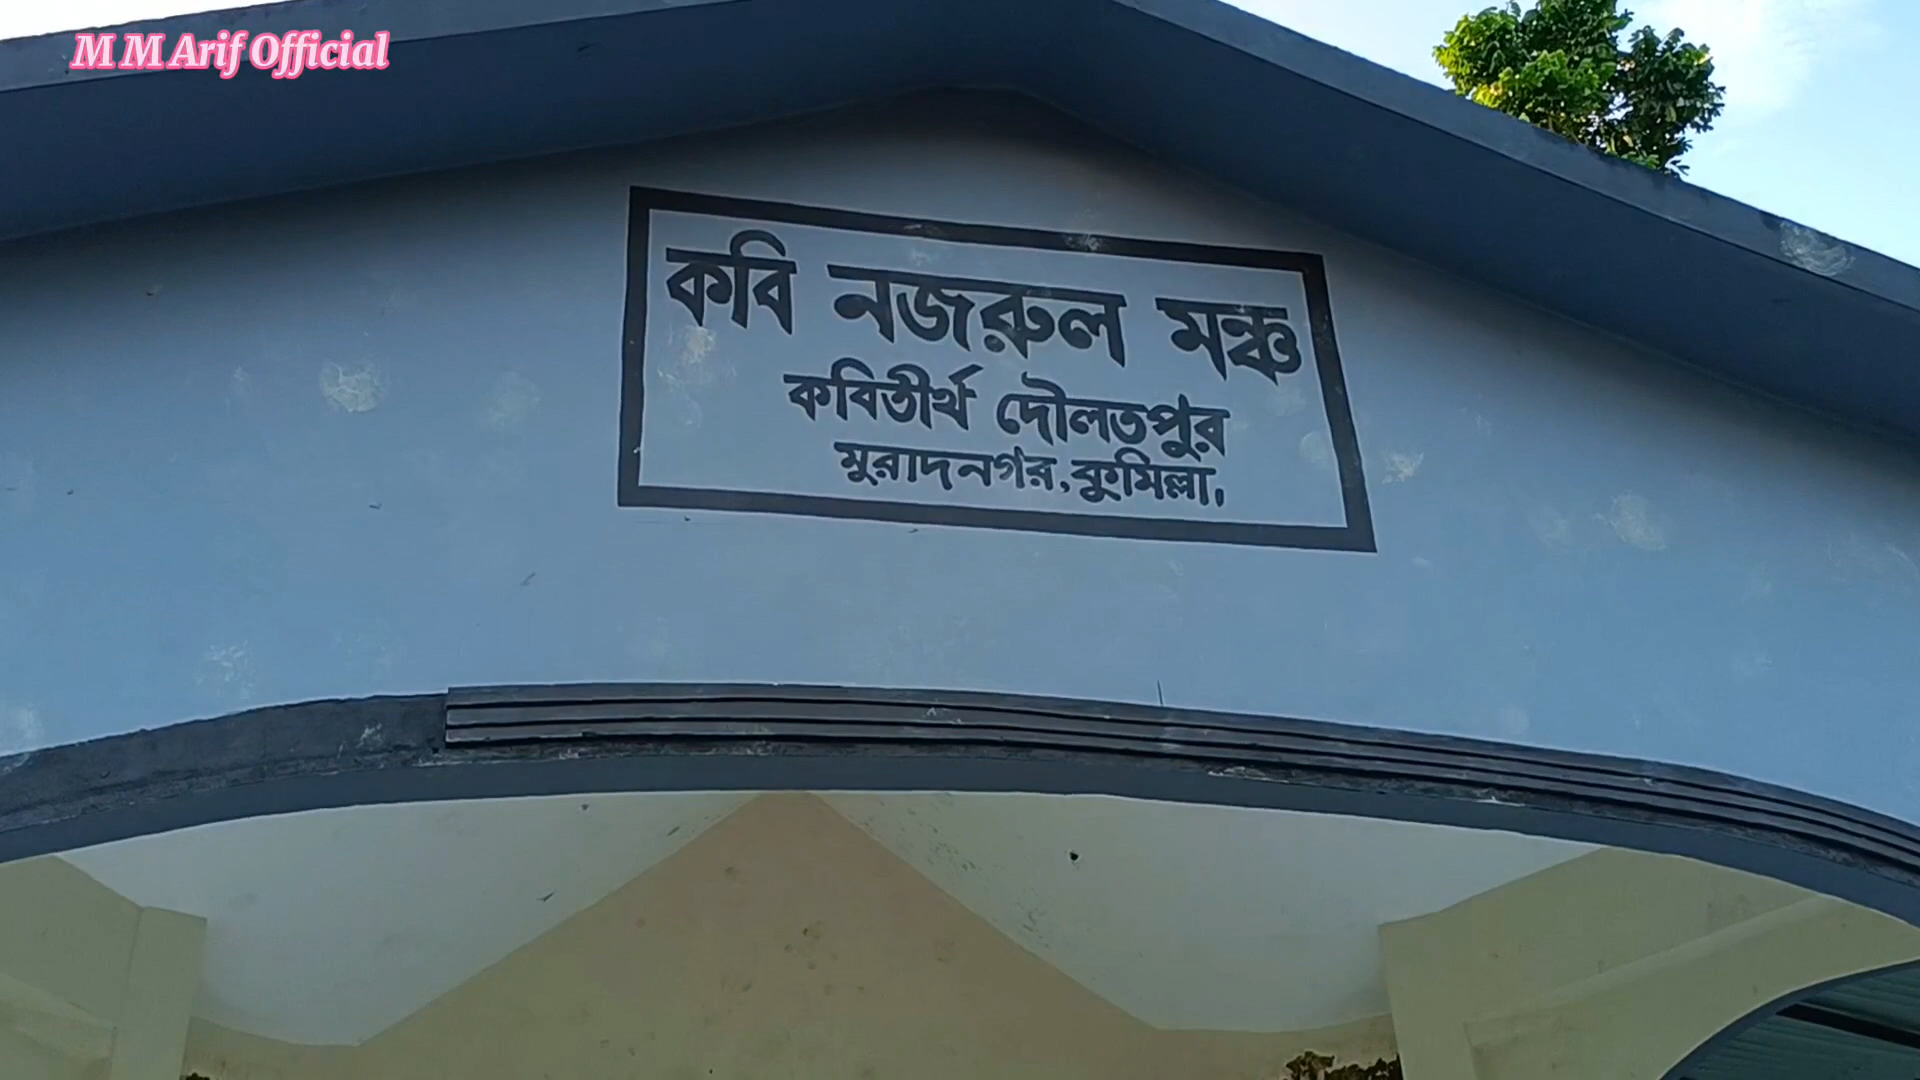 M M Arif Official
কবি নজরুল মঞ্চ
কবিতীর্থ দৌলতপুর
মুরাদনগর, কুমিল্লা,